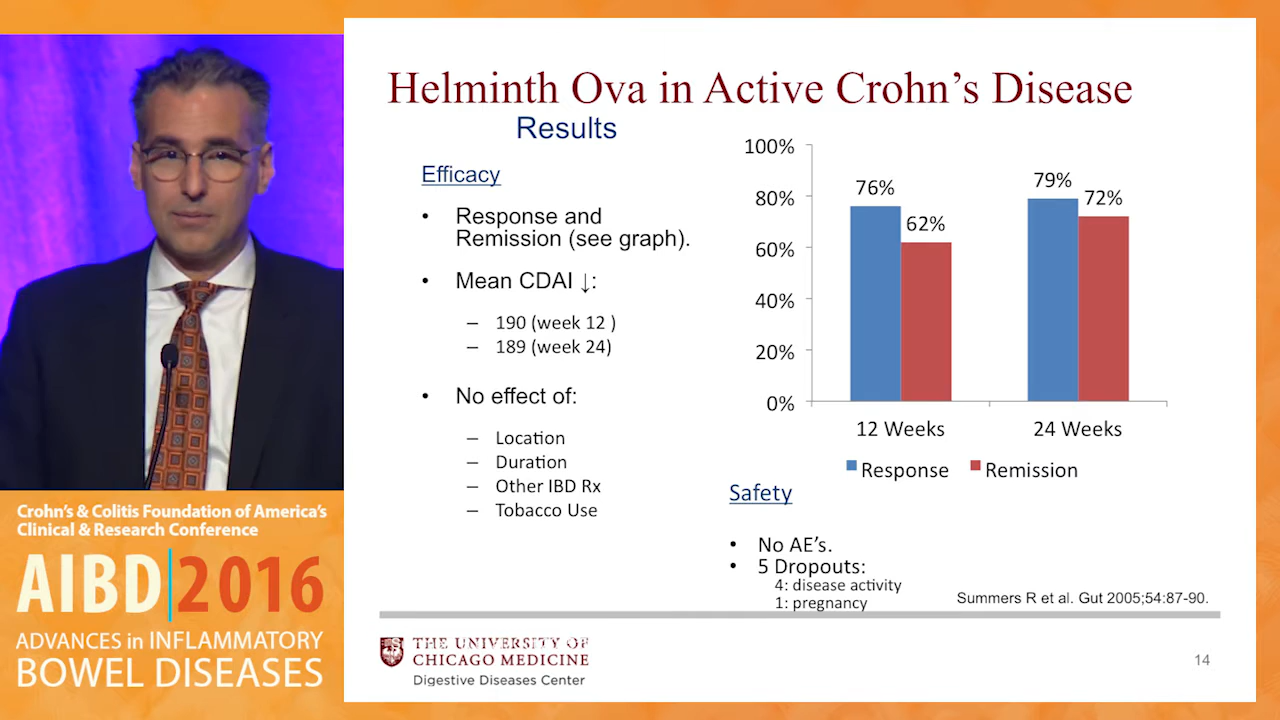 Helminth Ova in Active Crohn's Disease
Results
Efficacy
• Response and
Remission (see graph).
• Mean CDAI ↓:
– 190 (week 12 )
– 189 (week 24)
• No effect of:
– Location
– Duration
– Other IBD Rx
– Tobacco Use
100%
80%
60%
40%
20%
0%
76%
62%
79%
72%
12 Weeks
24 Weeks
Response
Remission
Safety
• No AE's.
• 5 Dropouts:
4: disease activity
1: pregnancy
Summers R et al. Gut 2005;54:87-90.
THE UNIVERSITY OF
CHICAGO MEDICINE
Digestive Diseases Center
14
Crohn's & Colitis Foundation of America's
Clinical & Research Conference
AIBD|2016
ADVANCES in INFLAMMATORY
BOWEL DISEASES